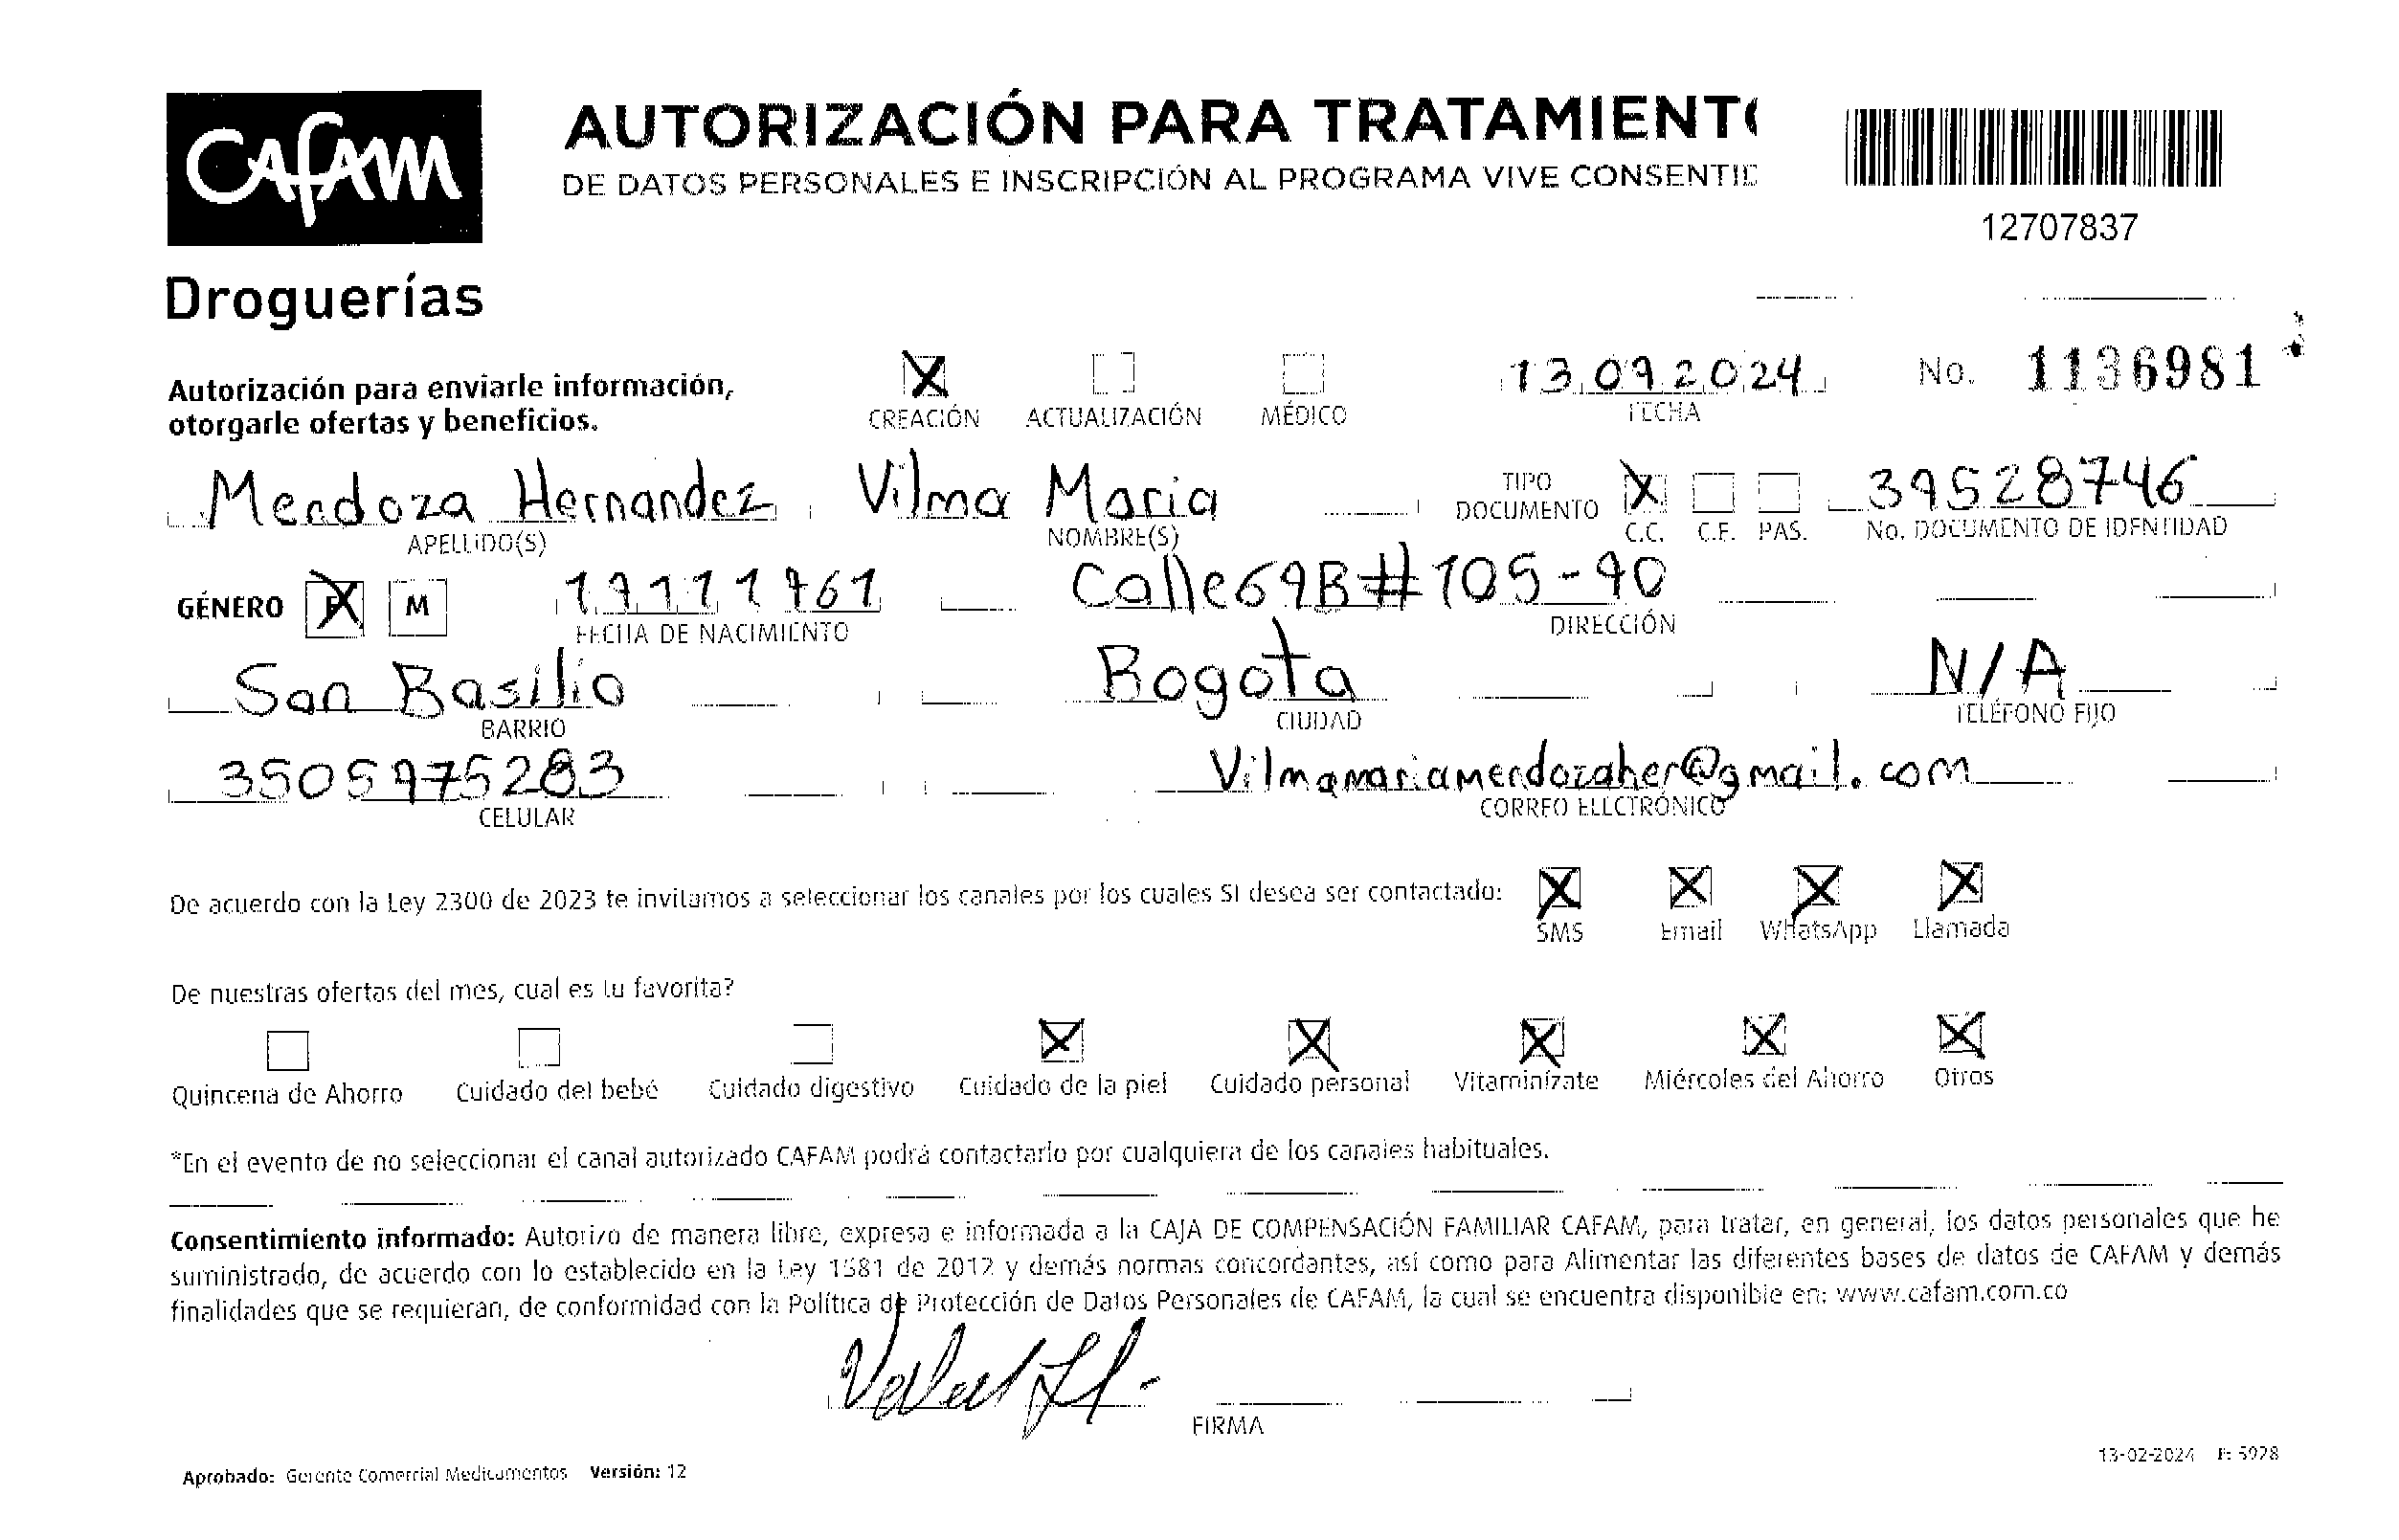 CAFAM
Droguerías
AUTORIZACIÓN PARA TRATAMIENTO
DE DATOS PERSONALES E INSCRIPCIÓN AL PROGRAMA VIVE CONSENTID
12707837
Autorización para enviarle información,
otorgarle ofertas y beneficios.
X CREACIÓN ACTUALIZACIÓN MÉDICO
13 09 2024
FECHA
No. 1136981
Mendoza Hernandez
APELLIDO(S)
Vilma Maria
NOMBRE(S)
TIPO
DOCUMENTO
X C.C. C.E. PAS.
39528746
No. DOCUMENTO DE IDENTIDAD
GÉNERO F M
FECHA DE NACIMIENTO
Calle 69B # 105-90
DIRECCIÓN
San Basilio
BARRIO
Bogota
CIUDAD
N/A
TELÉFONO FIJO
3505975283
CELULAR
Vilmamariamendozaher@gmail.com
CORREO ELECTRÓNICO
De acuerdo con la Ley 2300 de 2023 te invitamos a seleccionar los canales por los cuales SI desea ser contactado:
X SMS X Email X WhatsApp X Llamada
De nuestras ofertas del mes, cual es tu favorita?
Quincena de Ahorro Cuidado del bebé Cuidado digestivo X Cuidado de la piel X Cuidado personal X Vitaminízate X Miércoles del Ahorro X Otros
*En el evento de no seleccionar el canal autorizado CAFAM podrá contactarlo por cualquiera de los canales habituales.
Consentimiento informado: Autorizo de manera libre, expresa e informada a la CAJA DE COMPENSACIÓN FAMILIAR CAFAM, para tratar, en general, los datos personales que he
suministrado, de acuerdo con lo establecido en la Ley 1581 de 2012 y demás normas concordantes, así como para Alimentar las diferentes bases de datos de CAFAM y demás
finalidades que se requieran, de conformidad con la Política de Protección de Datos Personales de CAFAM, la cual se encuentra disponible en: www.cafam.com.co
FIRMA
Aprobado: Gerente Comercial Medicamentos Versión: 12
13-02-2024 F: 5928